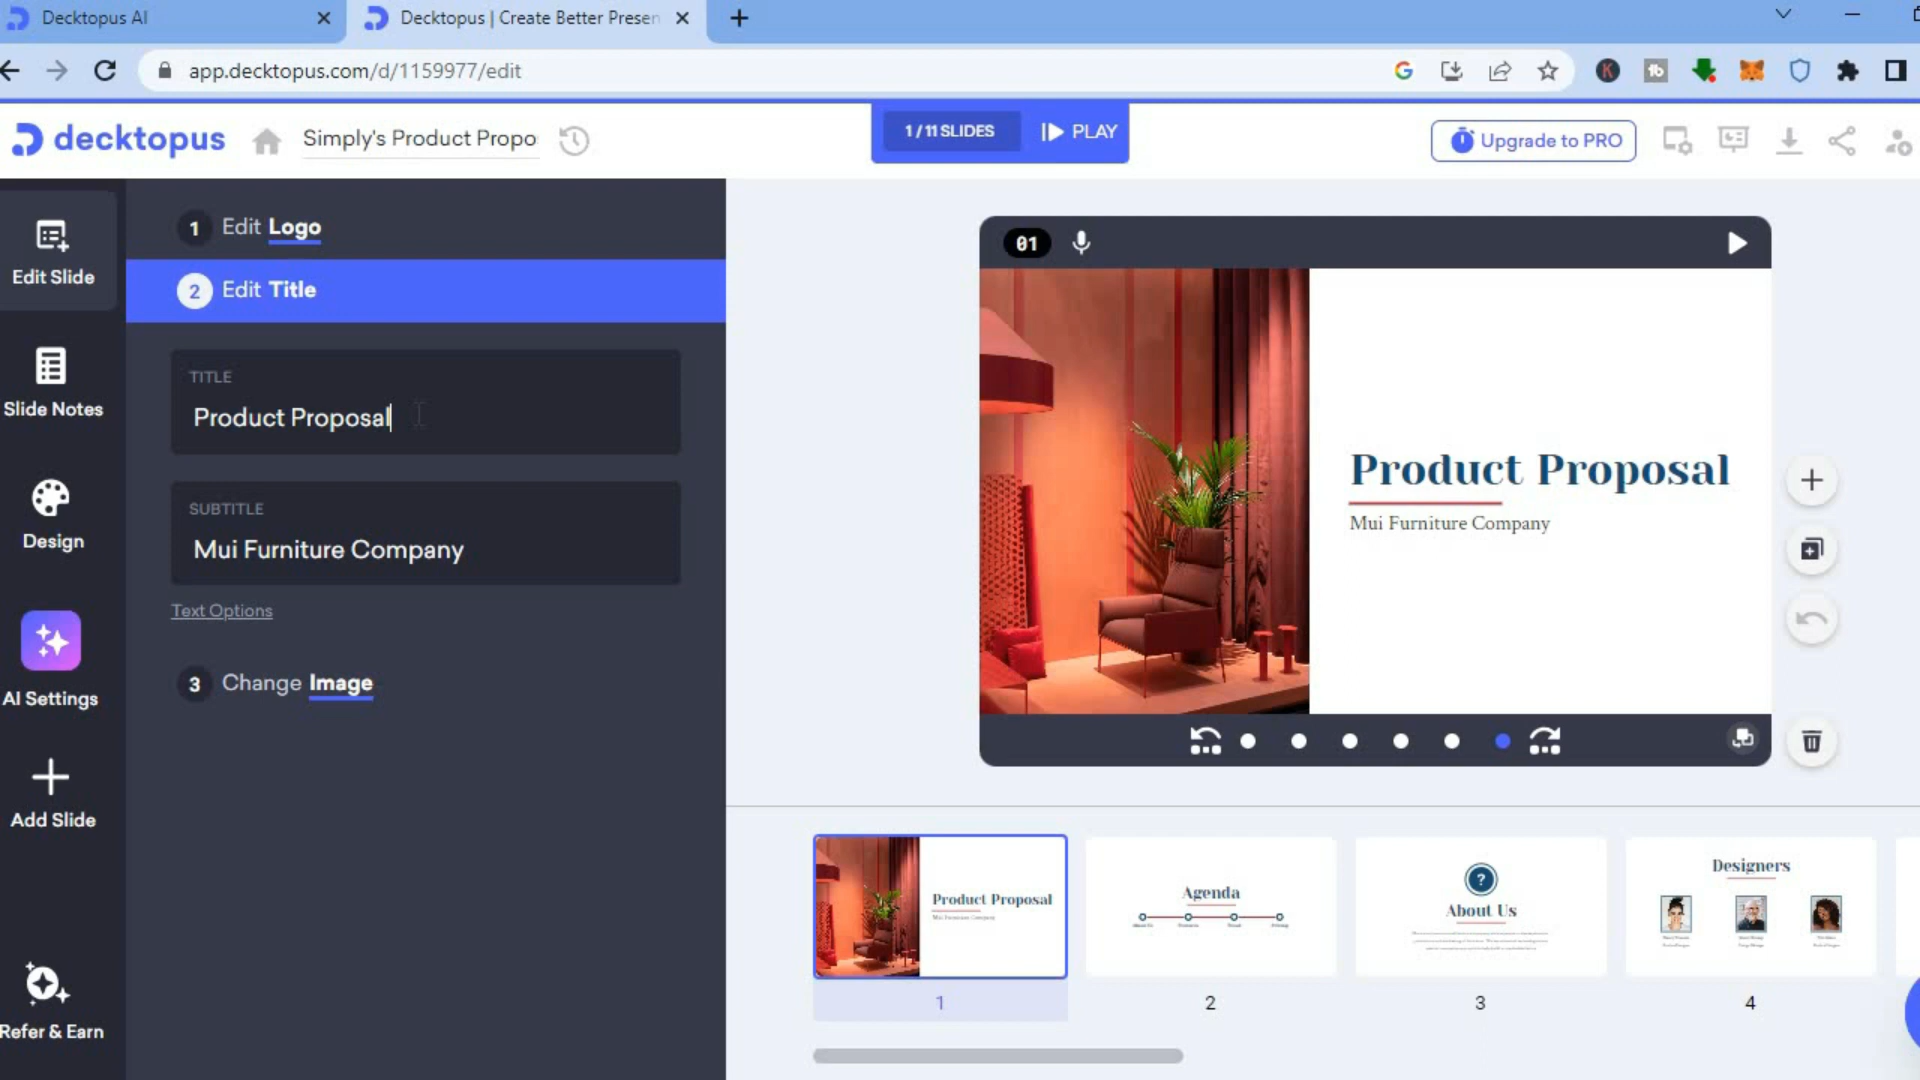 Decktopus AI
Decktopus | Create Better Presen
app.decktopus.com/d/1159977/edit
decktopus
Simply's Product Propo
1 / 11 SLIDES
PLAY
Upgrade to PRO
Edit Slide
Slide Notes
Design
AI Settings
Add Slide
Refer & Earn
1 Edit Logo
2 Edit Title
TITLE
Product Proposal
SUBTITLE
Mui Furniture Company
Text Options
3 Change Image
01
Product Proposal
Mui Furniture Company
Product Proposal
Mui Furniture Company
1
Agenda
2
?
About Us
3
Designers
4